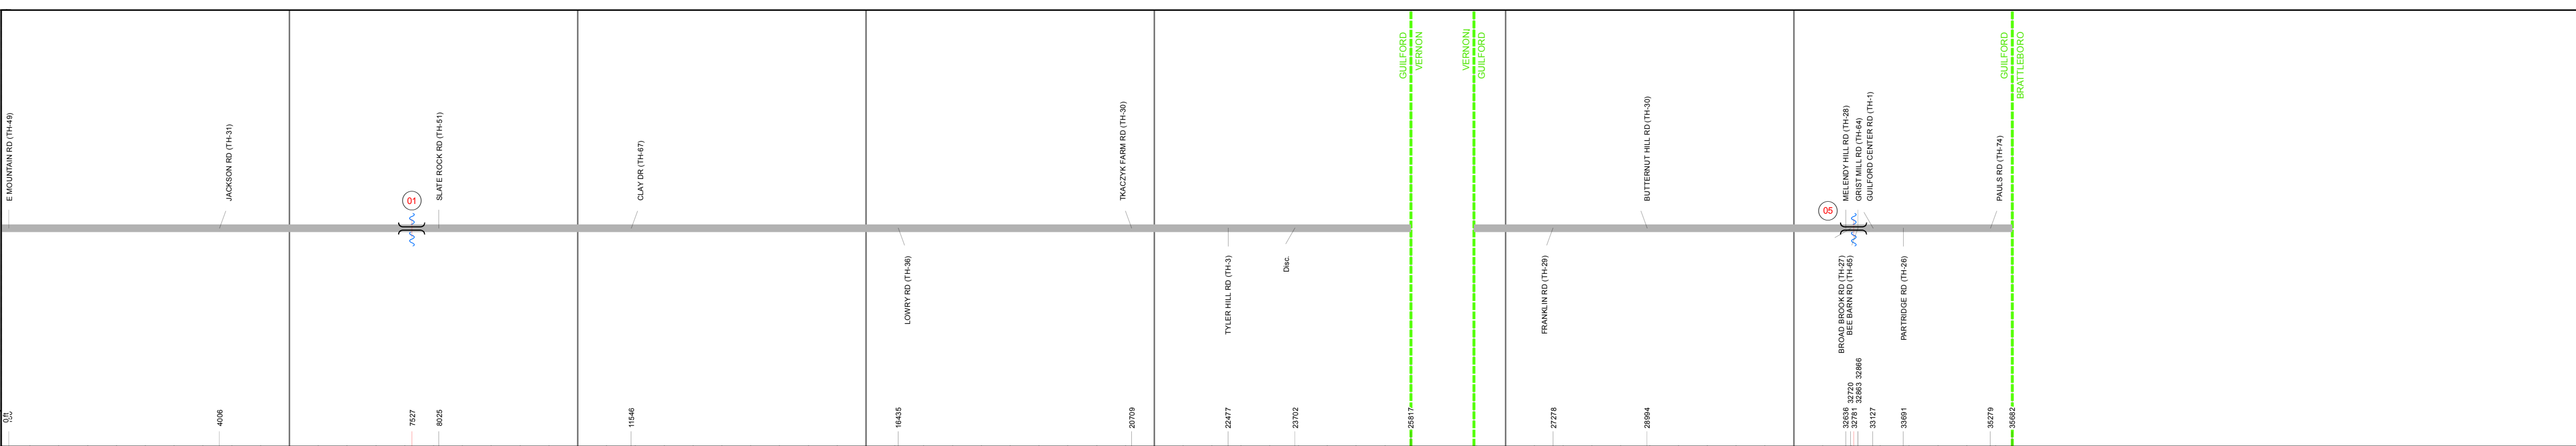 GUILFORD
VERNON
VERNON
GUILFORD
GUILFORD
BRATTLEBORO
E MOUNTAIN RD (TH-49)
JACKSON RD (TH-31)
01
SLATE ROCK RD (TH-51)
CLAY DR (TH-67)
TKACZYK FARM RD (TH-30)
BUTTERNUT HILL RD (TH-30)
05
MELENDY HILL RD (TH-28)
GRIST MILL RD (TH-64)
GUILFORD CENTER RD (TH-1)
PAULS RD (TH-74)
LOWRY RD (TH-36)
TYLER HILL RD (TH-3)
Disc.
FRANKLIN RD (TH-29)
BROAD BROOK RD (TH-27)
BEE BARN RD (TH-65)
PARTRIDGE RD (TH-26)
0 ft
4006
7527
8025
11546
16435
20709
22477
23702
25817
27278
28994
32636
32720
32781
32863
32866
33127
33691
35279
35682